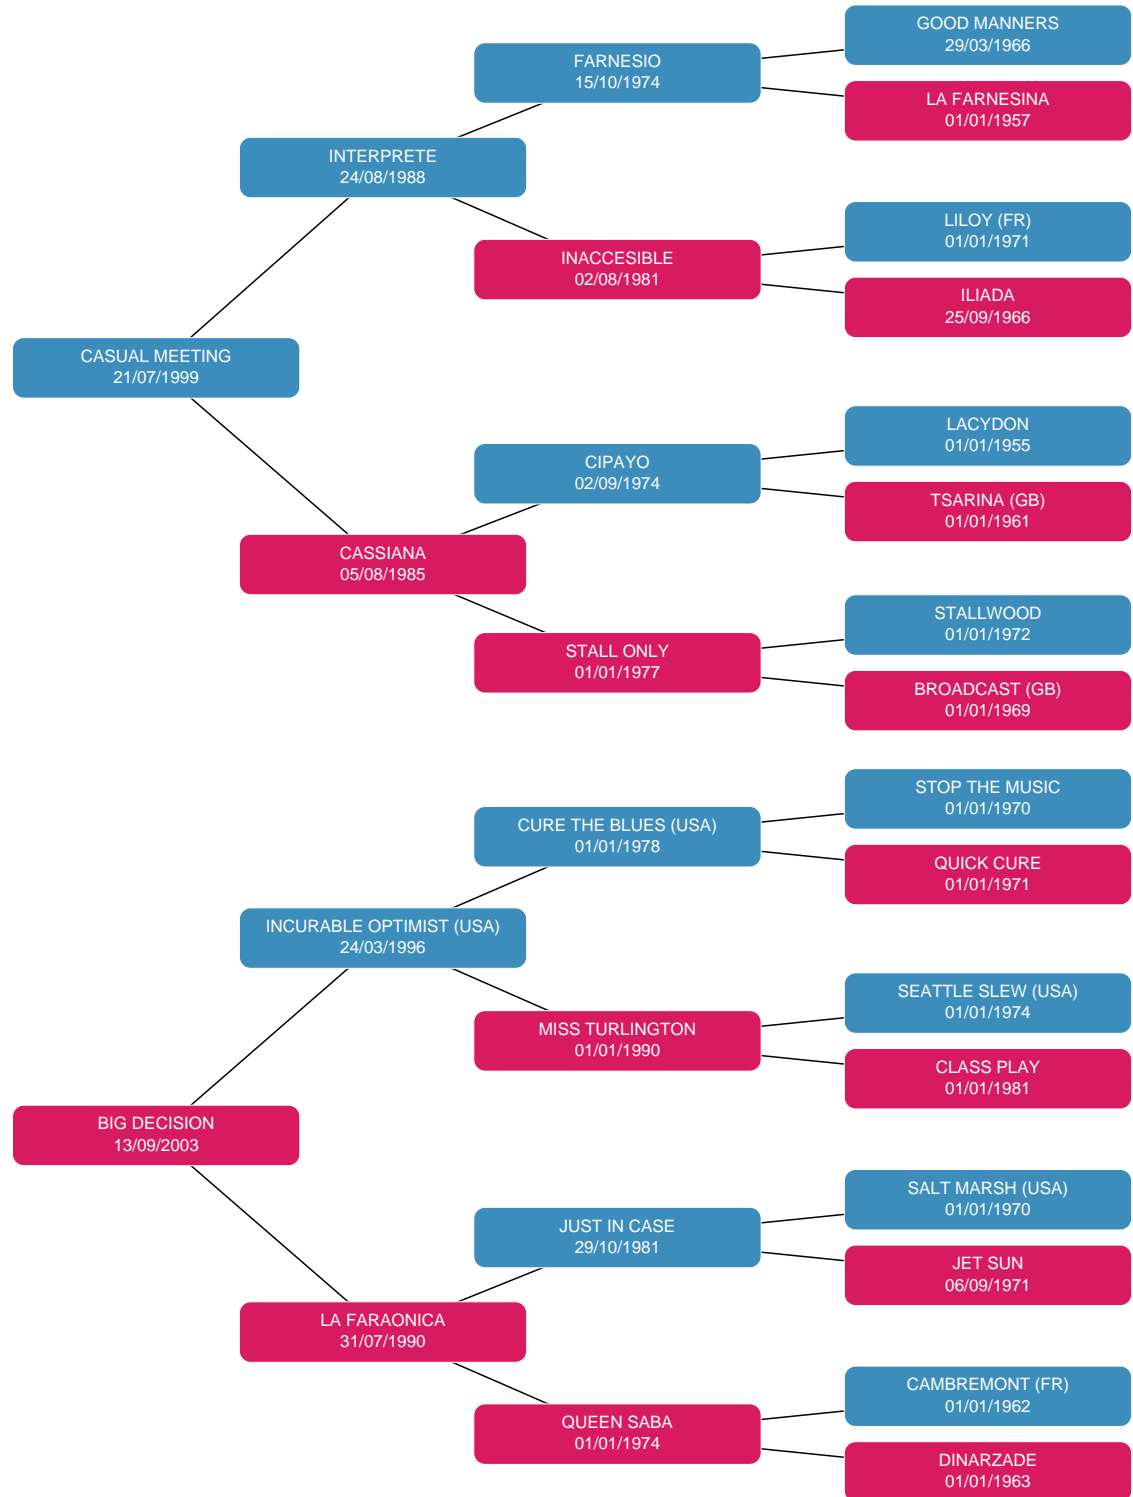 GOOD MANNERS
29/03/1966
FARNESIO
15/10/1974
LA FARNESINA
01/01/1957
INTERPRETE
24/08/1988
LILOY (FR)
01/01/1971
INACCESIBLE
02/08/1981
ILIADA
25/09/1966
CASUAL MEETING
21/07/1999
LACYDON
01/01/1955
CIPAYO
02/09/1974
TSARINA (GB)
01/01/1961
CASSIANA
05/08/1985
STALLWOOD
01/01/1972
STALL ONLY
01/01/1977
BROADCAST (GB)
01/01/1969
STOP THE MUSIC
01/01/1970
CURE THE BLUES (USA)
01/01/1978
QUICK CURE
01/01/1971
INCURABLE OPTIMIST (USA)
24/03/1996
SEATTLE SLEW (USA)
01/01/1974
MISS TURLINGTON
01/01/1990
CLASS PLAY
01/01/1981
BIG DECISION
13/09/2003
SALT MARSH (USA)
01/01/1970
JUST IN CASE
29/10/1981
JET SUN
06/09/1971
LA FARAONICA
31/07/1990
CAMBREMONT (FR)
01/01/1962
QUEEN SABA
01/01/1974
DINARZADE
01/01/1963